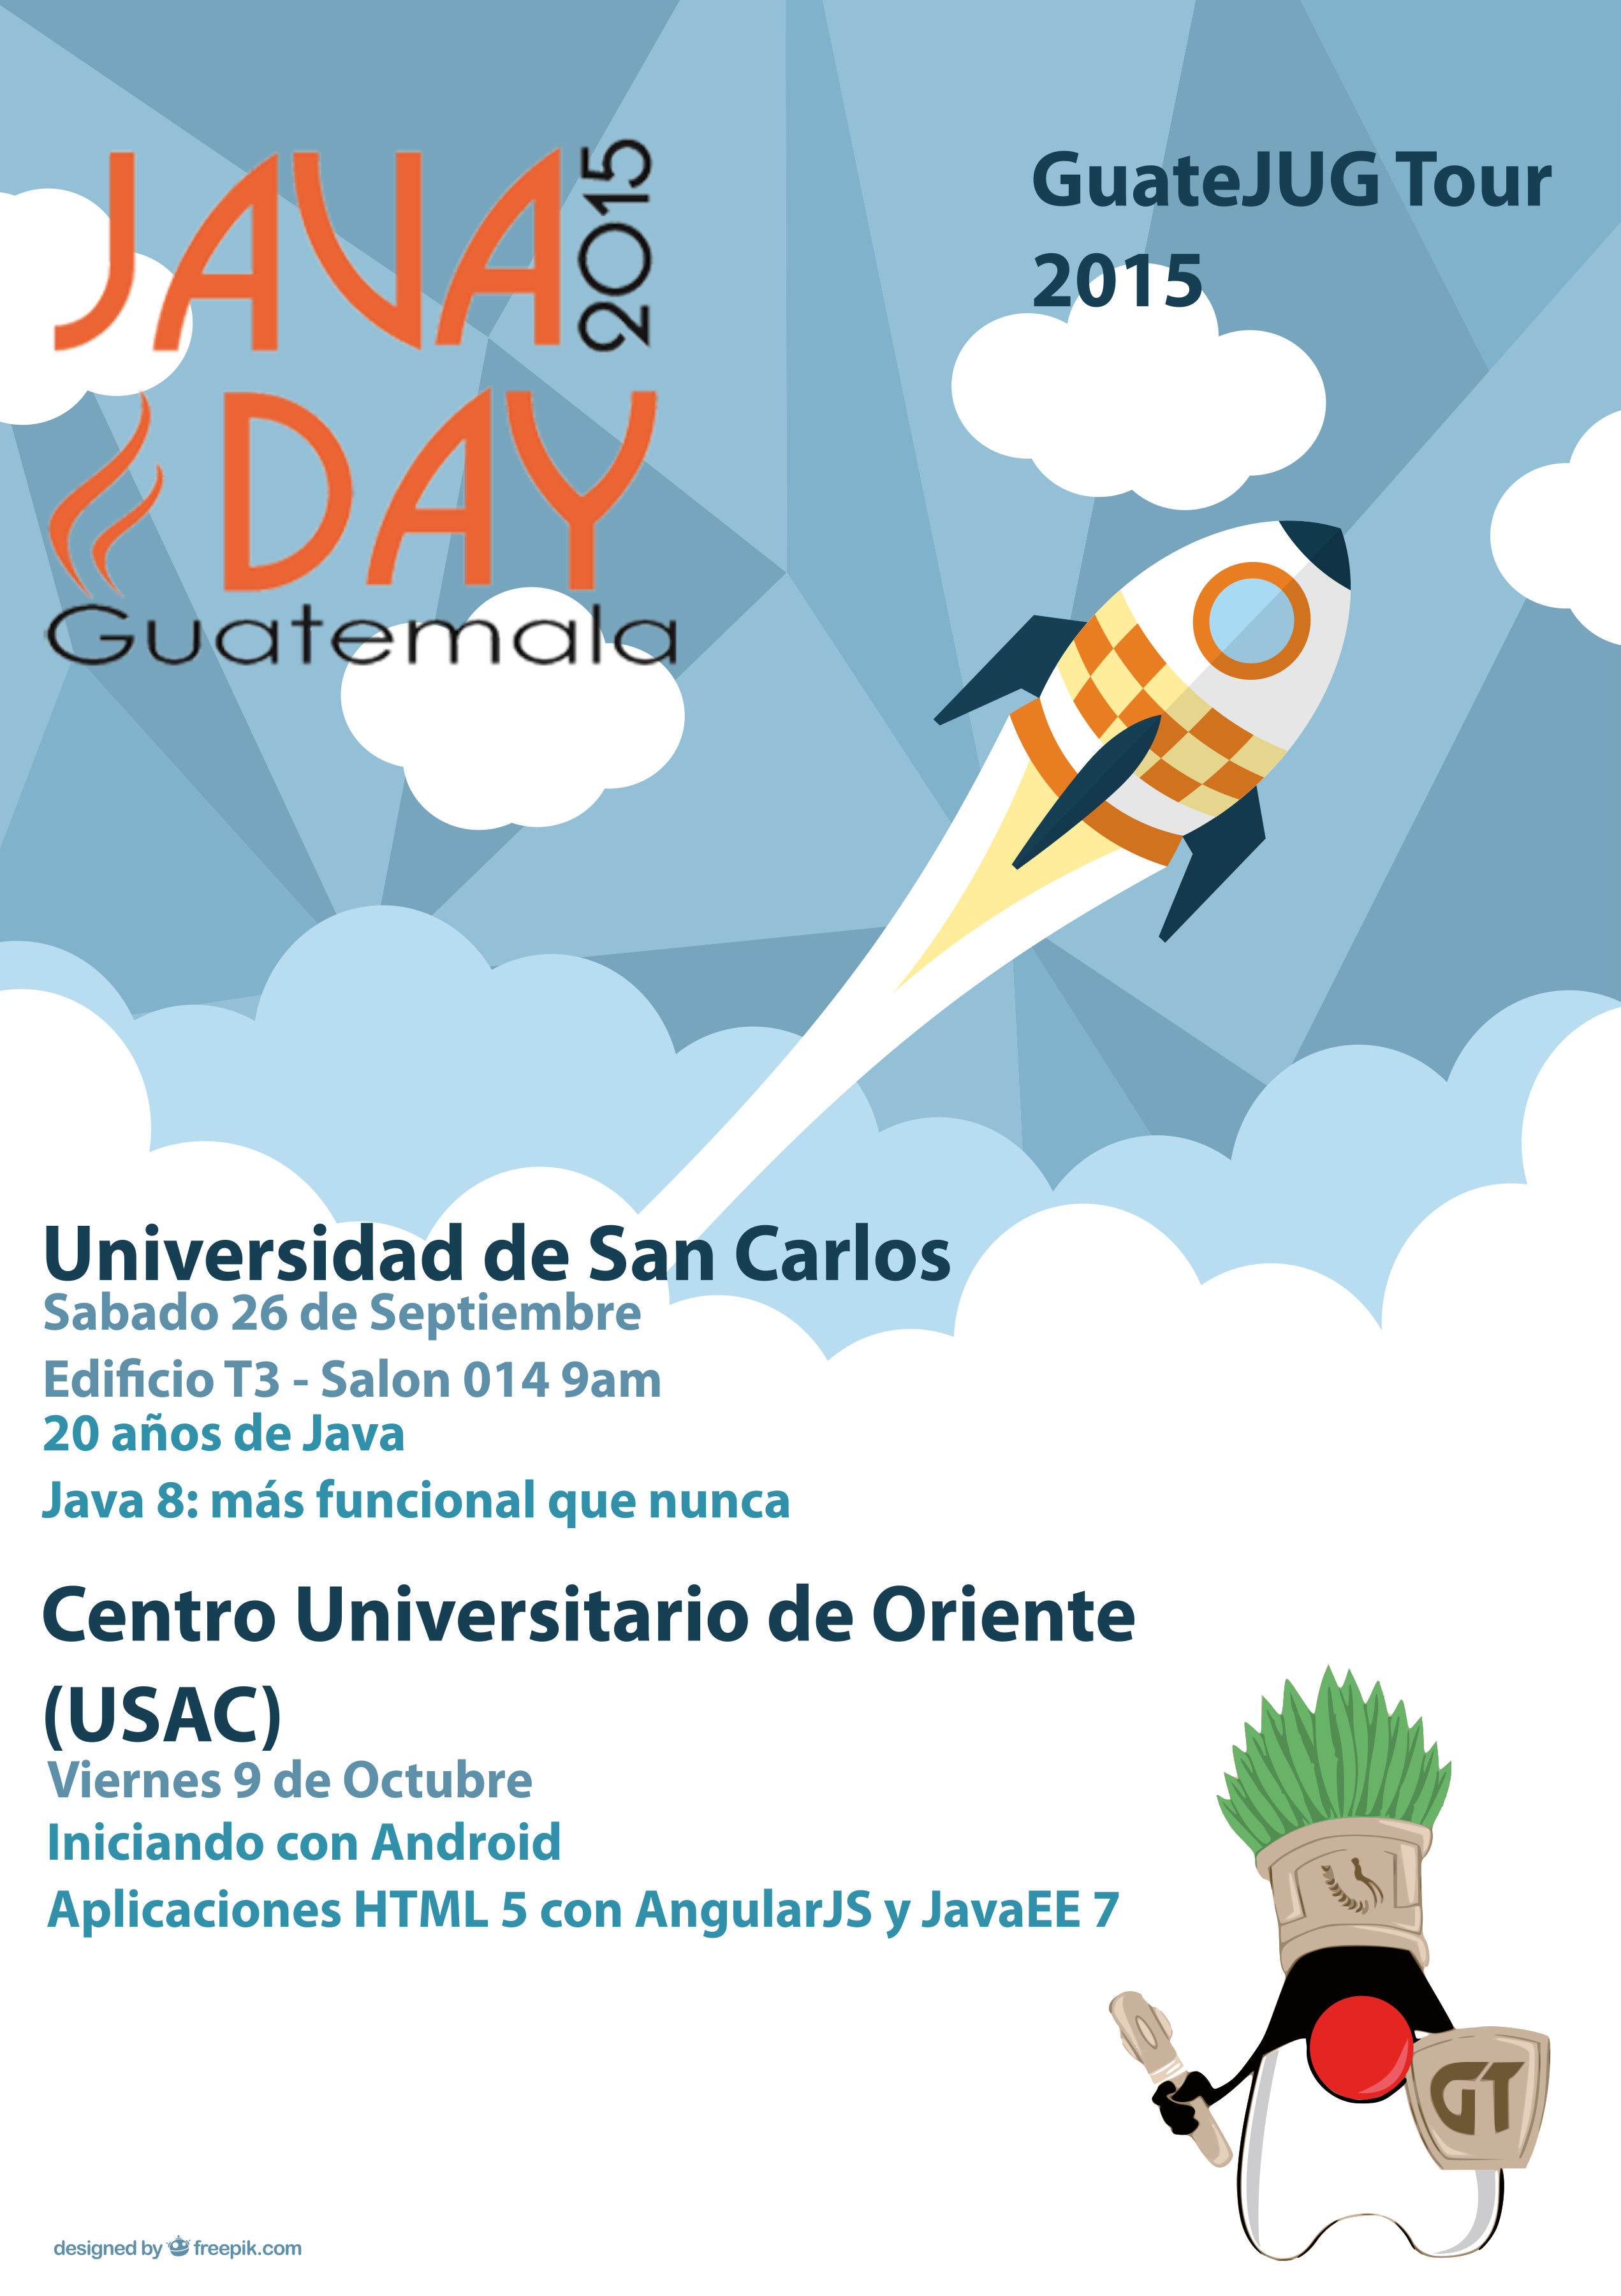 JAVA 2015
DAY
Guatemala
GuateJUG Tour
2015
Universidad de San Carlos
Sabado 26 de Septiembre
Edificio T3 - Salon 014 9am
20 años de Java
Java 8: más funcional que nunca
Centro Universitario de Oriente
(USAC)
Viernes 9 de Octubre
Iniciando con Android
Aplicaciones HTML 5 con AngularJS y JavaEE 7
GT
designed by freepik.com